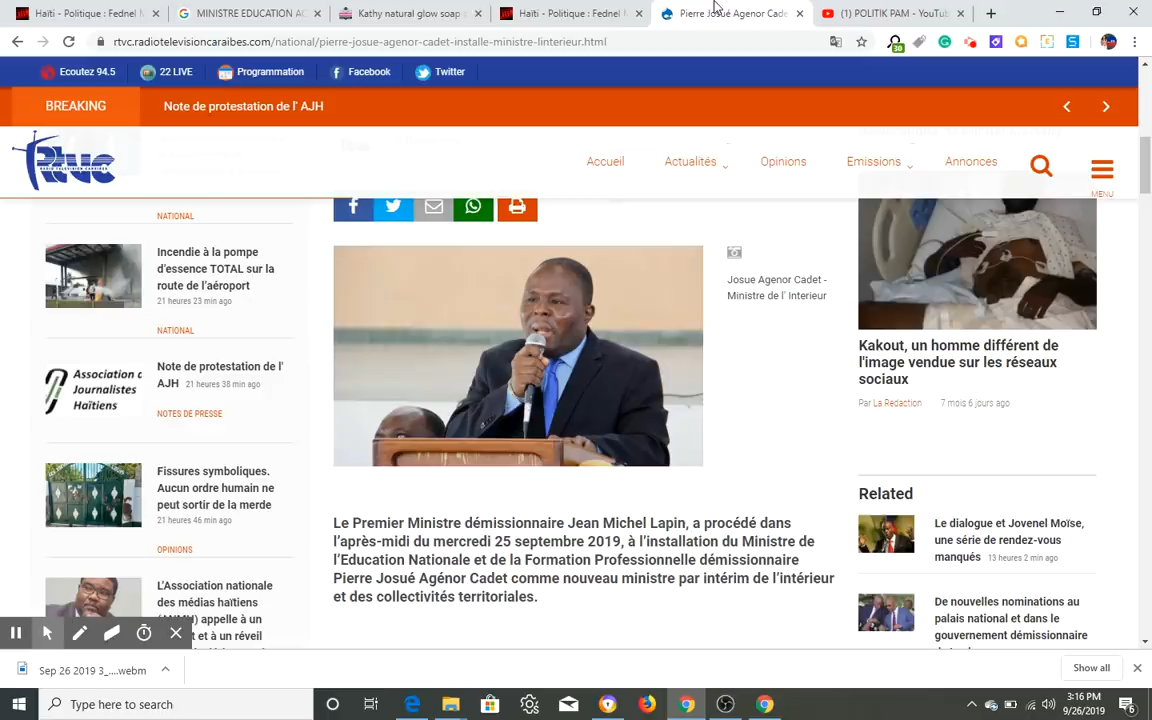 Haïti - Politique : Fednel M
MINISTRE EDUCATION AC
Kathy natural glow soap
Haïti - Politique : Fednel M
Pierre Josué Agenor Cade
(1) POLITIK PAM - YouTub
rtvc.radiotelevisioncaraibes.com/national/pierre-josue-agenor-cadet-installe-ministre-linterieur.html
30
Ecoutez 94.5
22 LIVE
Programmation
Facebook
Twitter
BREAKING
Note de protestation de l' AJH
Rtvc
RADIO TELEVISION CARAIBES
Accueil
Actualités
Opinions
Emissions
Annonces
MENU
NATIONAL
Incendie à la pompe
d'essence TOTAL sur la
route de l'aéroport
21 heures 23 min ago
NATIONAL
Association d
Journalistes
Haïtiens
Note de protestation de l'
AJH 21 heures 38 min ago
NOTES DE PRESSE
Fissures symboliques.
Aucun ordre humain ne
peut sortir de la merde
21 heures 46 min ago
OPINIONS
L'Association nationale
des médias haïtiens
(ANMH) appelle à un
t et à un réveil
Josue Agenor Cadet -
Ministre de l' Interieur
Le Premier Ministre démissionnaire Jean Michel Lapin, a procédé dans
l'après-midi du mercredi 25 septembre 2019, à l'installation du Ministre de
l'Education Nationale et de la Formation Professionnelle démissionnaire
Pierre Josué Agénor Cadet comme nouveau ministre par intérim de l'intérieur
et des collectivités territoriales.
Kakout, un homme différent de
l'image vendue sur les réseaux
sociaux
Par La Redaction 7 mois 6 jours ago
Related
Le dialogue et Jovenel Moïse,
une série de rendez-vous
manqués 13 heures 2 min ago
De nouvelles nominations au
palais national et dans le
gouvernement démissionnaire
Sep 26 2019 3_....webm
Show all
Type here to search
3:16 PM
9/26/2019
6